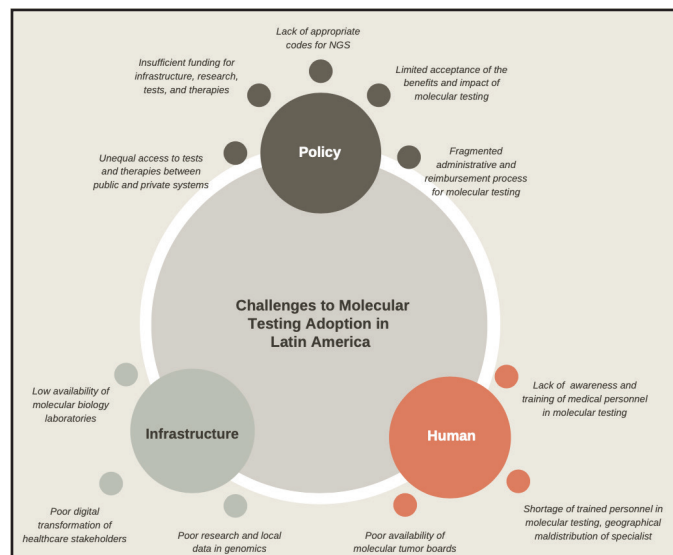 Lack of appropriate
codes for NGS
Insufficient funding for
infrastructure, research,
tests, and therapies
Limited acceptance of the
benefits and impact of
molecular testing
Policy
Unequal access to tests
and therapies between
public and private systems
Fragmented
administrative and
reimbursement process
for molecular testing
Challenges to Molecular
Testing Adoption in
Latin America
Low availability of
molecular biology
laboratories
Infrastructure
Human
Lack of awareness and
training of medical personnel
in molecular testing
Poor digital
transformation of
healthcare stakeholders
Poor research and local
data in genomics
Poor availability of
molecular tumor boards
Shortage of trained personnel in
molecular testing, geographical
maldistribution of specialist